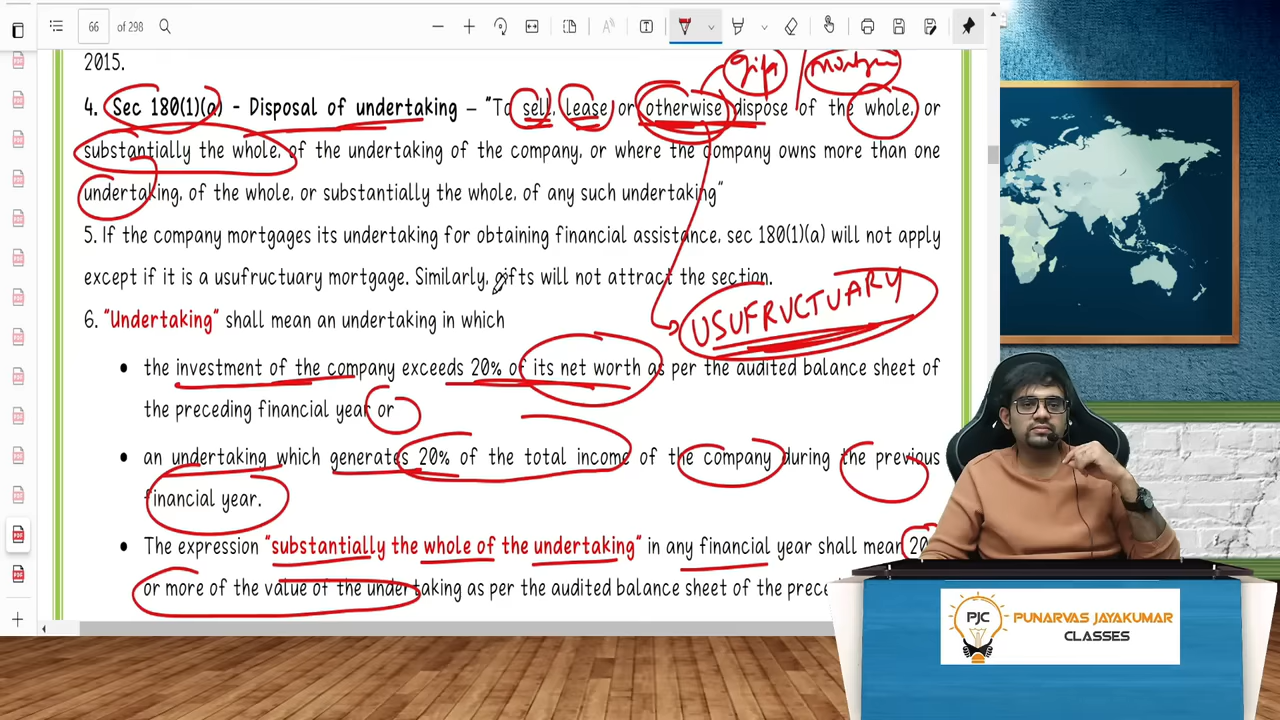 66 of 298
2015.
Gift / Mortgage
4. Sec 180(1)(a) - Disposal of undertaking – "To sell, lease or otherwise dispose of the whole, or
substantially the whole, of the undertaking of the company, or where the company owns more than one
undertaking, of the whole, or substantially the whole, of any such undertaking"
5. If the company mortgages its undertaking for obtaining financial assistance, sec 180(1)(a) will not apply
except if it is a usufructuary mortgage. Similarly, gifts will not attract the section.
USUFRUCTUARY
6. "Undertaking" shall mean an undertaking in which
• the investment of the company exceeds 20% of its net worth as per the audited balance sheet of
the preceding financial year or
• an undertaking which generates 20% of the total income of the company during the previous
financial year.
• The expression "substantially the whole of the undertaking" in any financial year shall mean 20
or more of the value of the undertaking as per the audited balance sheet of the prece
PJC
PUNARVAS JAYAKUMAR
CLASSES